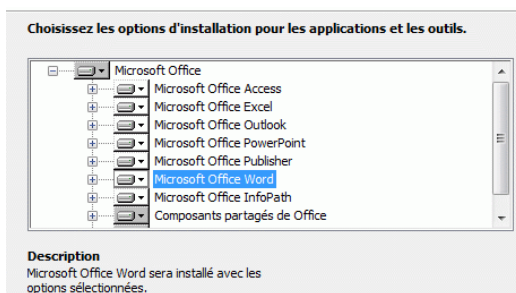 Choisissez les options d'installation pour les applications et les outils.
Microsoft Office
Microsoft Office Access
Microsoft Office Excel
Microsoft Office Outlook
Microsoft Office PowerPoint
Microsoft Office Publisher
Microsoft Office Word
Microsoft Office InfoPath
Composants partagés de Office
Description
Microsoft Office Word sera installé avec les
options sélectionnées.